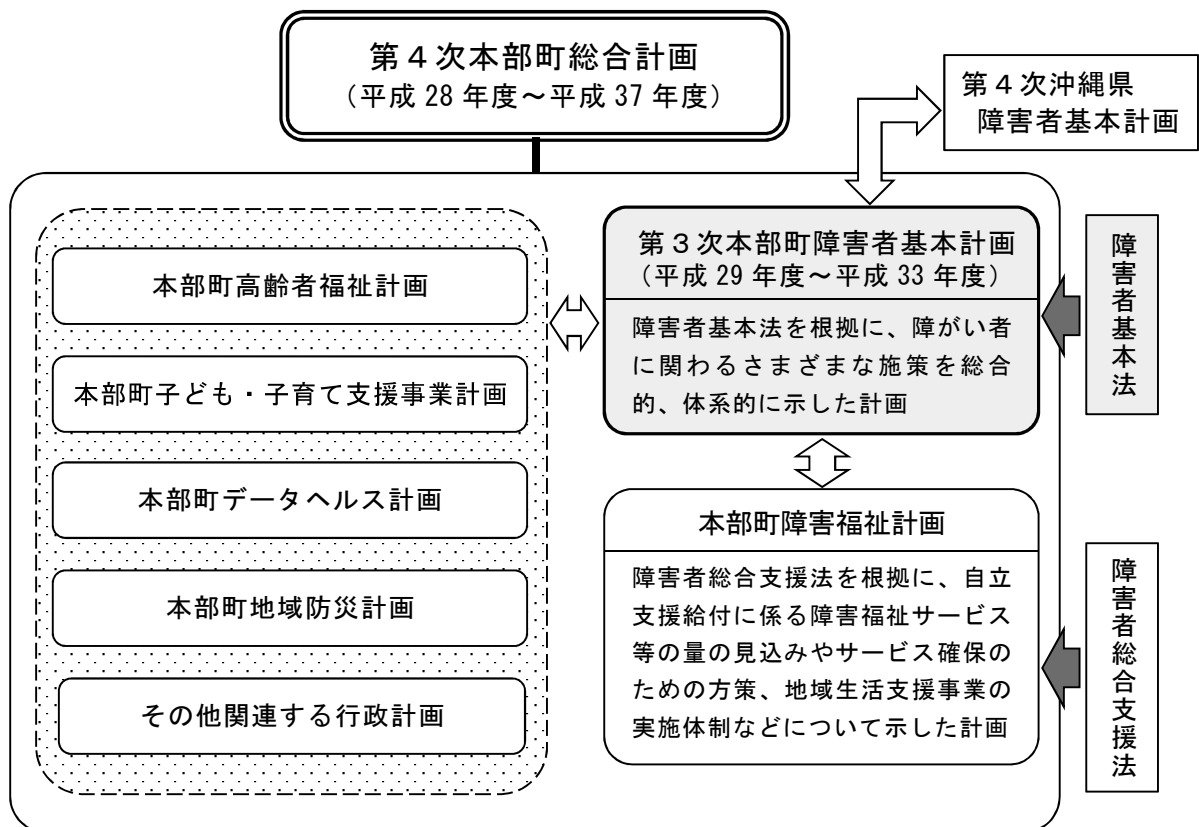 第４次本部町総合計画
（平成 28 年度～平成 37 年度）
第４次沖縄県
障害者基本計画
本部町高齢者福祉計画
本部町子ども・子育て支援事業計画
本部町データヘルス計画
本部町地域防災計画
その他関連する行政計画
第３次本部町障害者基本計画
（平成 29 年度～平成 33 年度）
障害者基本法を根拠に、障がい者
に関わるさまざまな施策を総合
的、体系的に示した計画
障害者基本法
本部町障害福祉計画
障害者総合支援法を根拠に、自立
支援給付に係る障害福祉サービス
等の量の見込みやサービス確保の
ための方策、地域生活支援事業の
実施体制などについて示した計画
障害者総合支援法